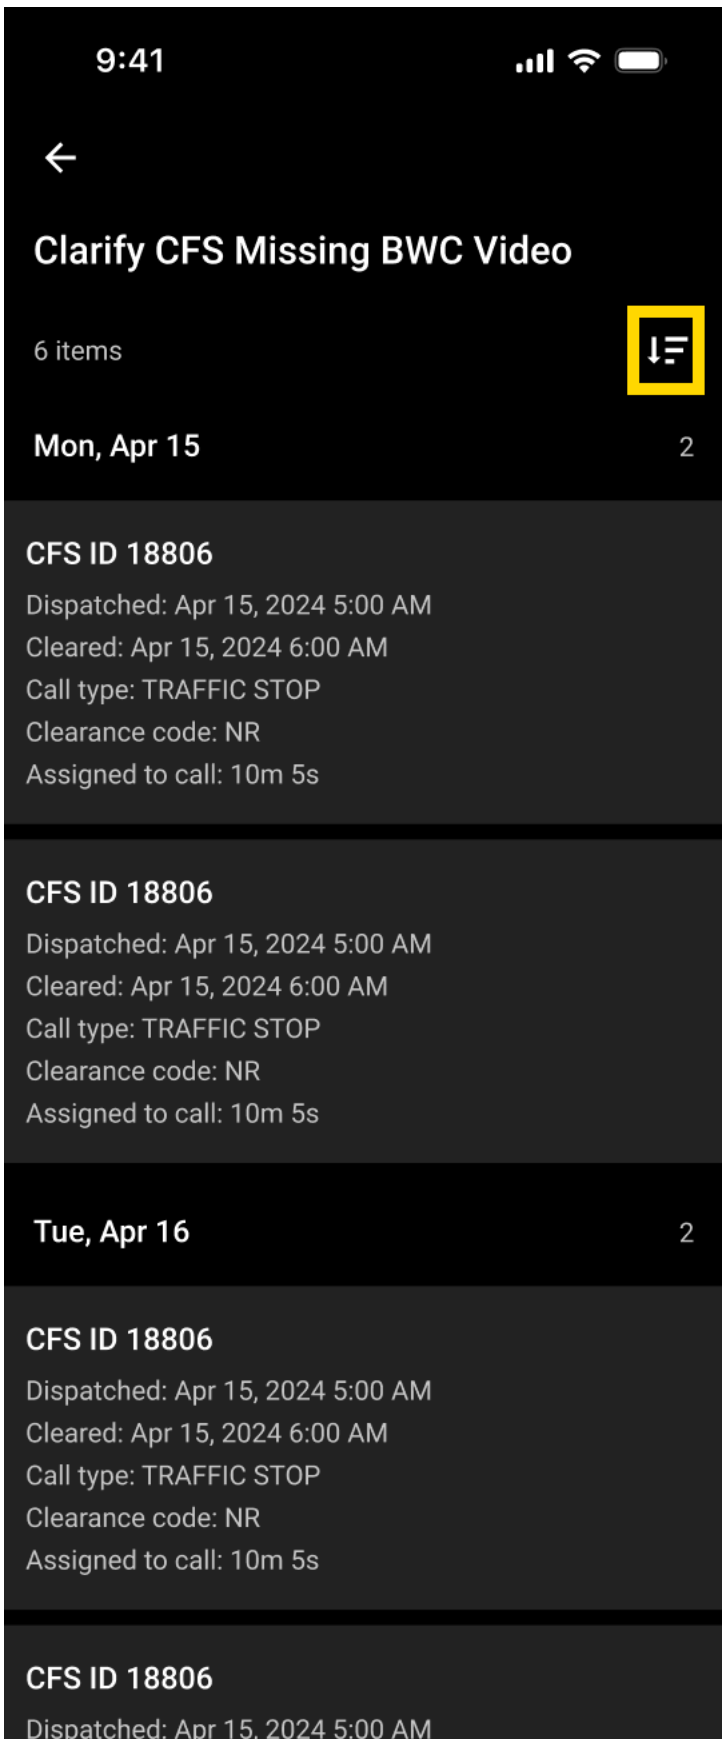 9:41
Clarify CFS Missing BWC Video
6 items
Mon, Apr 15 2
CFS ID 18806
Dispatched: Apr 15, 2024 5:00 AM
Cleared: Apr 15, 2024 6:00 AM
Call type: TRAFFIC STOP
Clearance code: NR
Assigned to call: 10m 5s
CFS ID 18806
Dispatched: Apr 15, 2024 5:00 AM
Cleared: Apr 15, 2024 6:00 AM
Call type: TRAFFIC STOP
Clearance code: NR
Assigned to call: 10m 5s
Tue, Apr 16 2
CFS ID 18806
Dispatched: Apr 15, 2024 5:00 AM
Cleared: Apr 15, 2024 6:00 AM
Call type: TRAFFIC STOP
Clearance code: NR
Assigned to call: 10m 5s
CFS ID 18806
Dispatched: Apr 15, 2024 5:00 AM